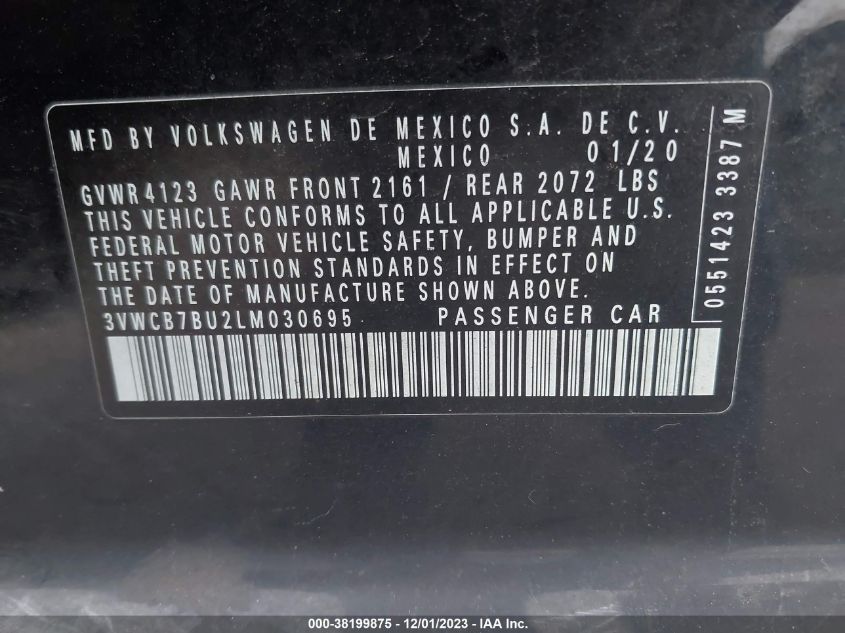 MFD BY VOLKSWAGEN DE MEXICO S.A. DE C.V.
MEXICO 01/20
GVWR 4123 GAWR FRONT 2161 / REAR 2072 LBS
THIS VEHICLE CONFORMS TO ALL APPLICABLE U.S.
FEDERAL MOTOR VEHICLE SAFETY, BUMPER AND
THEFT PREVENTION STANDARDS IN EFFECT ON
THE DATE OF MANUFACTURE SHOWN ABOVE.
3VWCB7BU2LM030695 PASSENGER CAR
0551423 3387 M
000-38199875 - 12/01/2023 - IAA Inc.